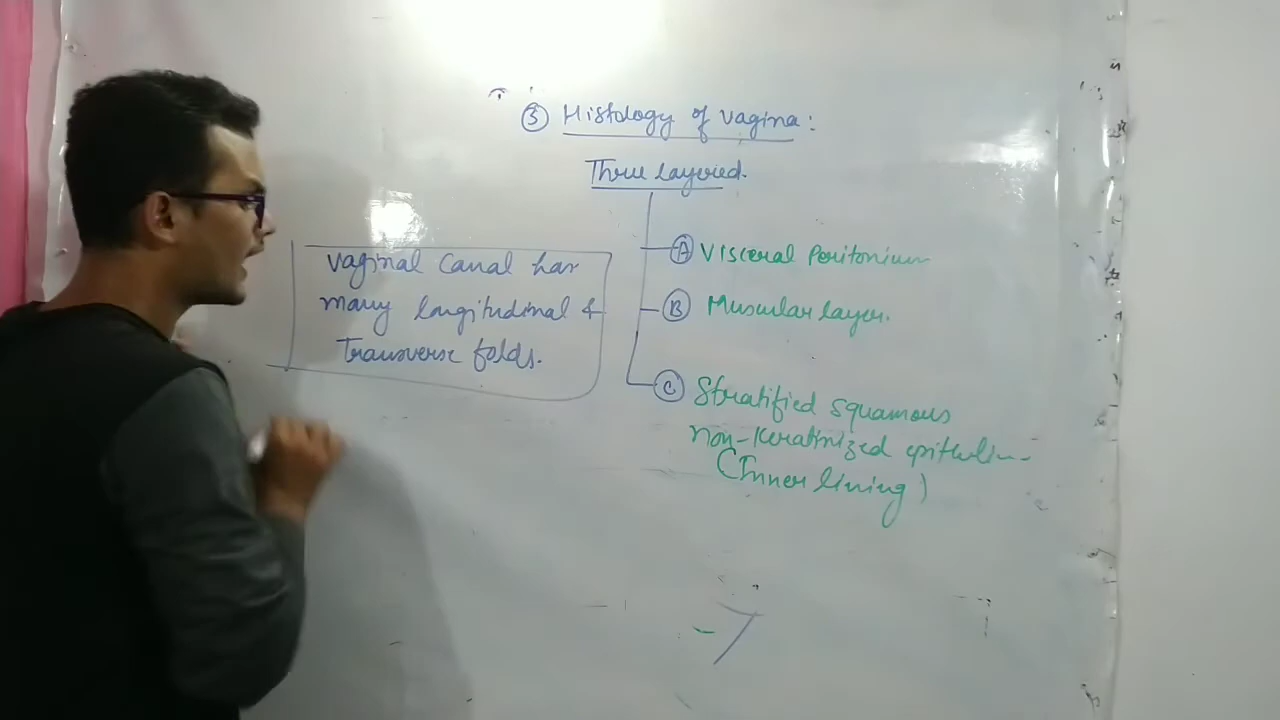 ③ Histology of vagina:
Three layered.
Vaginal Canal has
many longitudinal &
Transverse folds.
Ⓐ Visceral Peritonium
Ⓑ Muscular layer.
Ⓒ Stratified squamous
non-keratinized epithelium
(Inner lining)